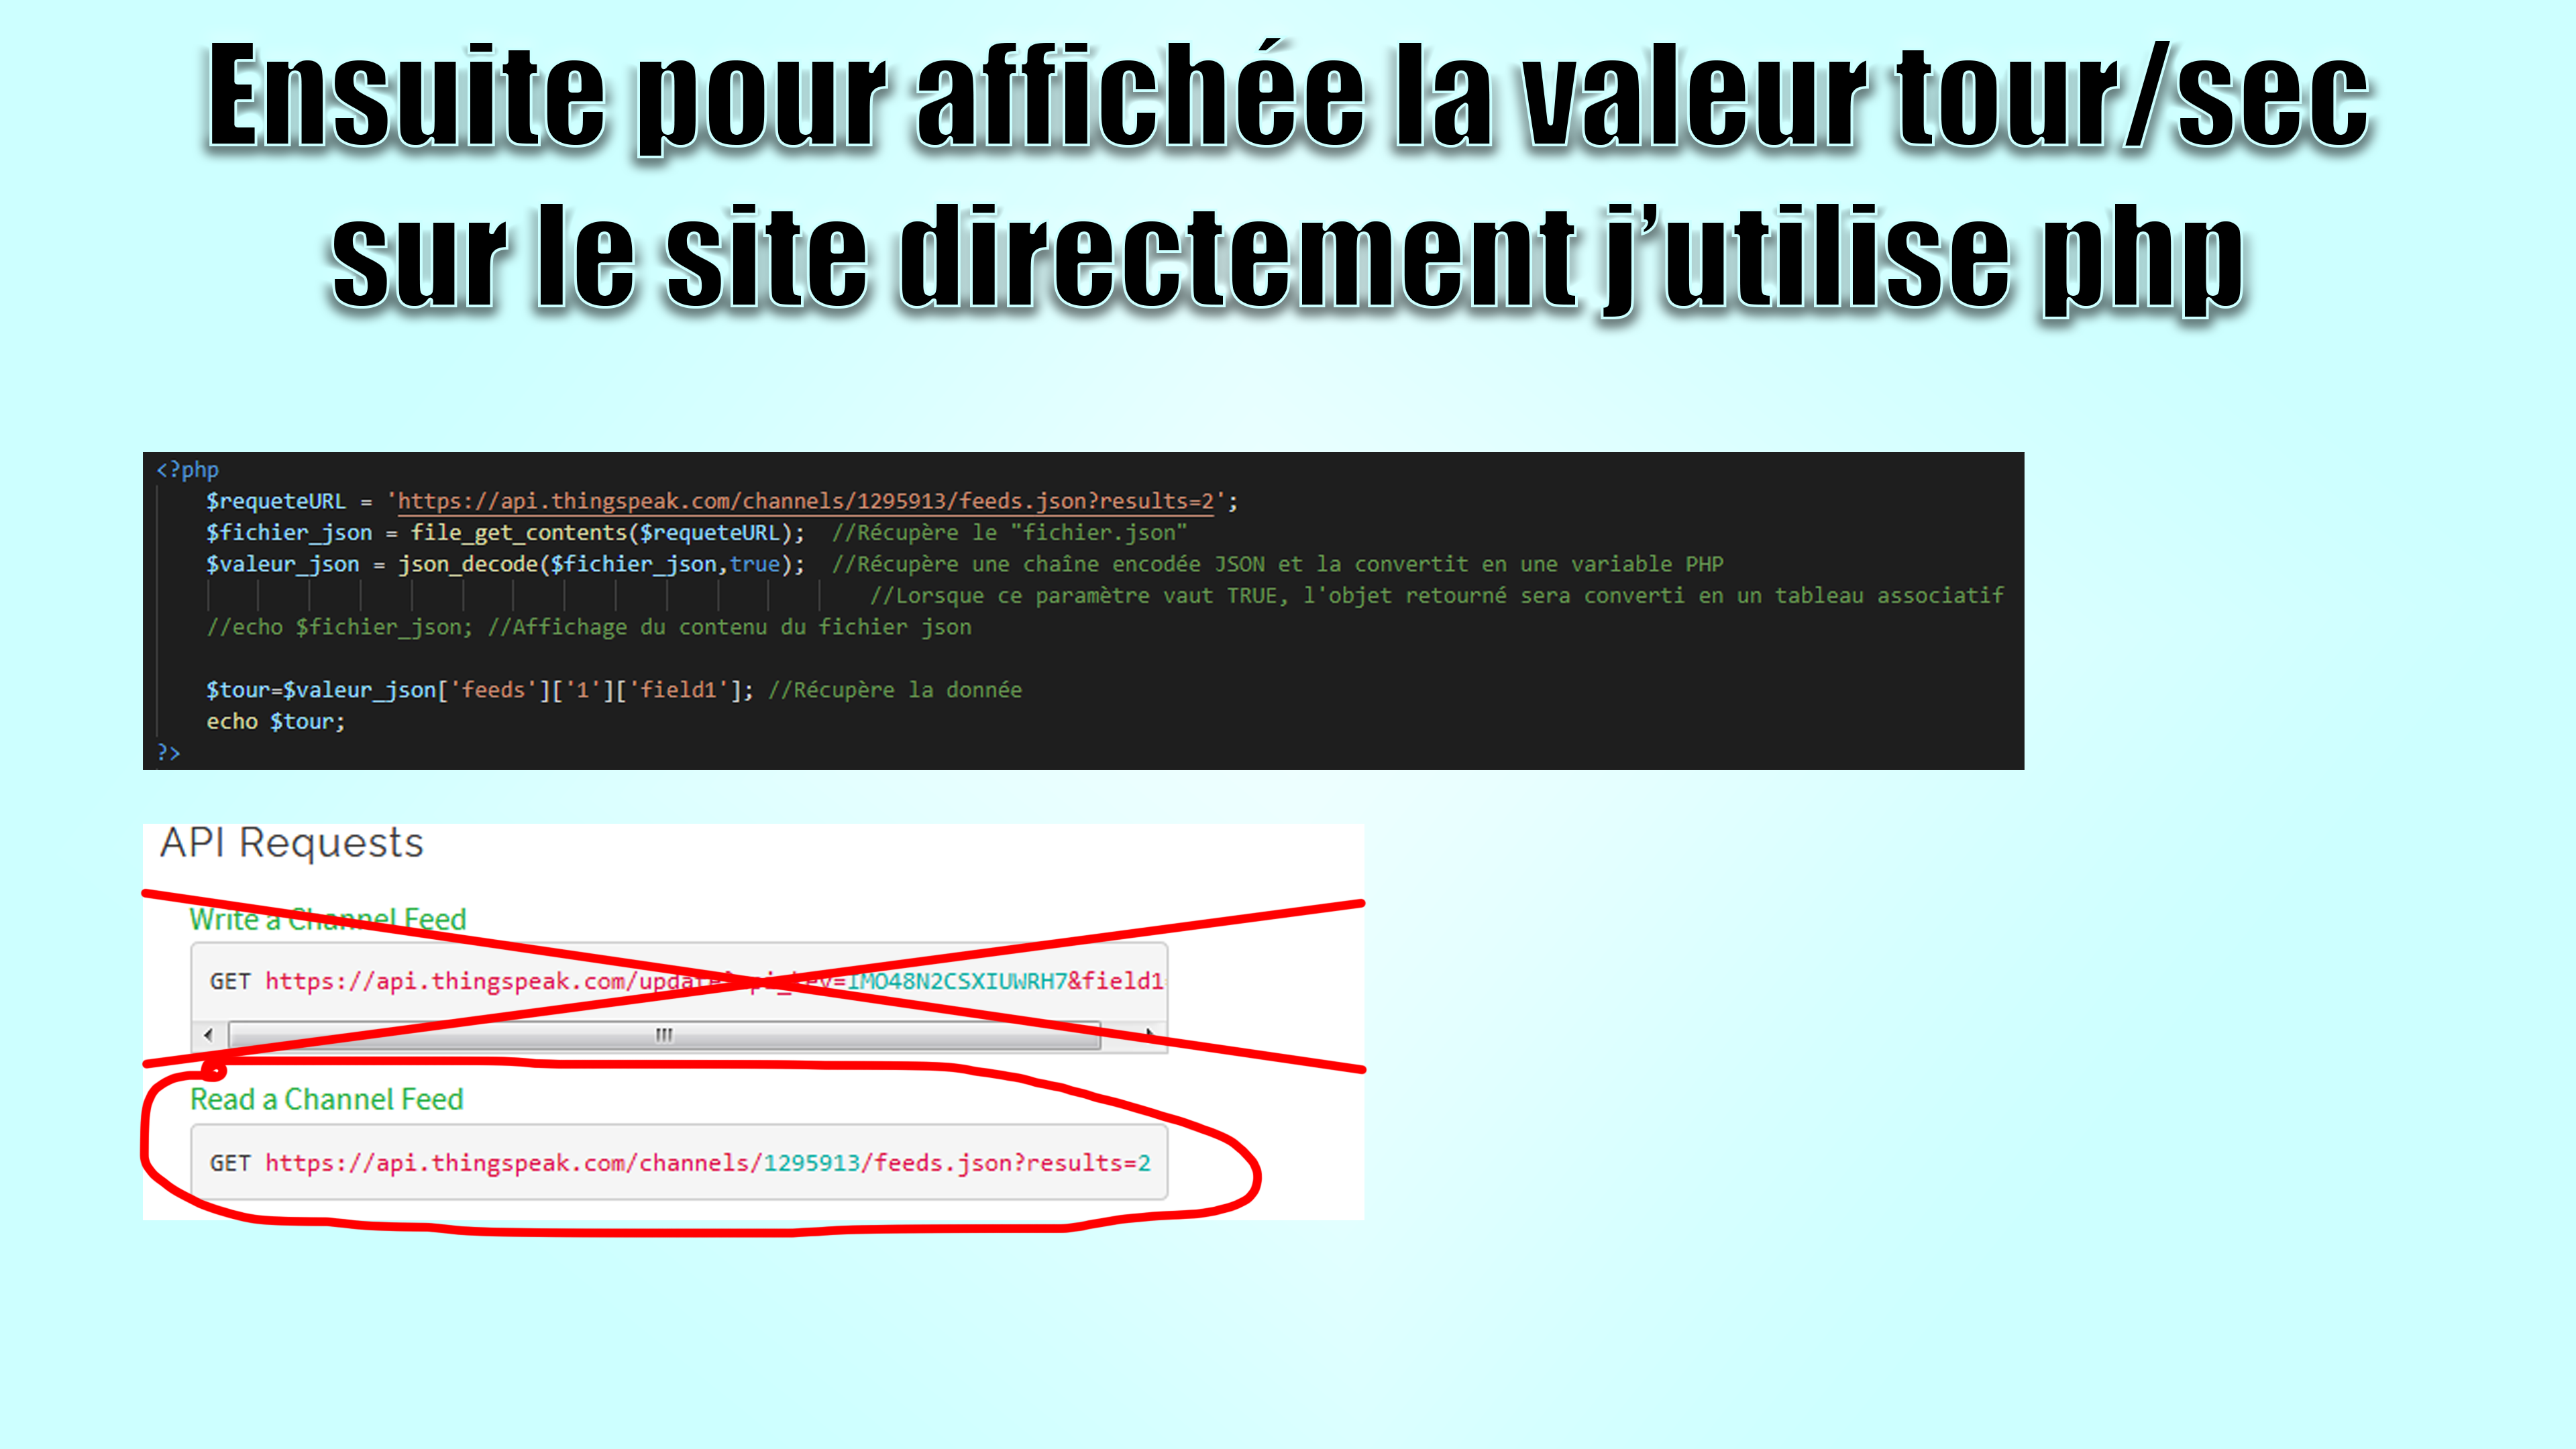 Ensuite pour affichée la valeur tour/sec
sur le site directement j’utilise php
<?php
$requeteURL = 'https://api.thingspeak.com/channels/1295913/feeds.json?results=2';
$fichier_json = file_get_contents($requeteURL);  //Récupère le "fichier.json"
$valeur_json = json_decode($fichier_json,true);  //Récupère une chaîne encodée JSON et la convertit en une variable PHP
//Lorsque ce paramètre vaut TRUE, l'objet retourné sera converti en un tableau associatif
//echo $fichier_json; //Affichage du contenu du fichier json
$tour=$valeur_json['feeds']['1']['field1']; //Récupère la donnée
echo $tour;
?>
API Requests
Write a Channel Feed
GET https://api.thingspeak.com/update?api_key=IMO48N2CSXIUWRH7&field1
Read a Channel Feed
GET https://api.thingspeak.com/channels/1295913/feeds.json?results=2